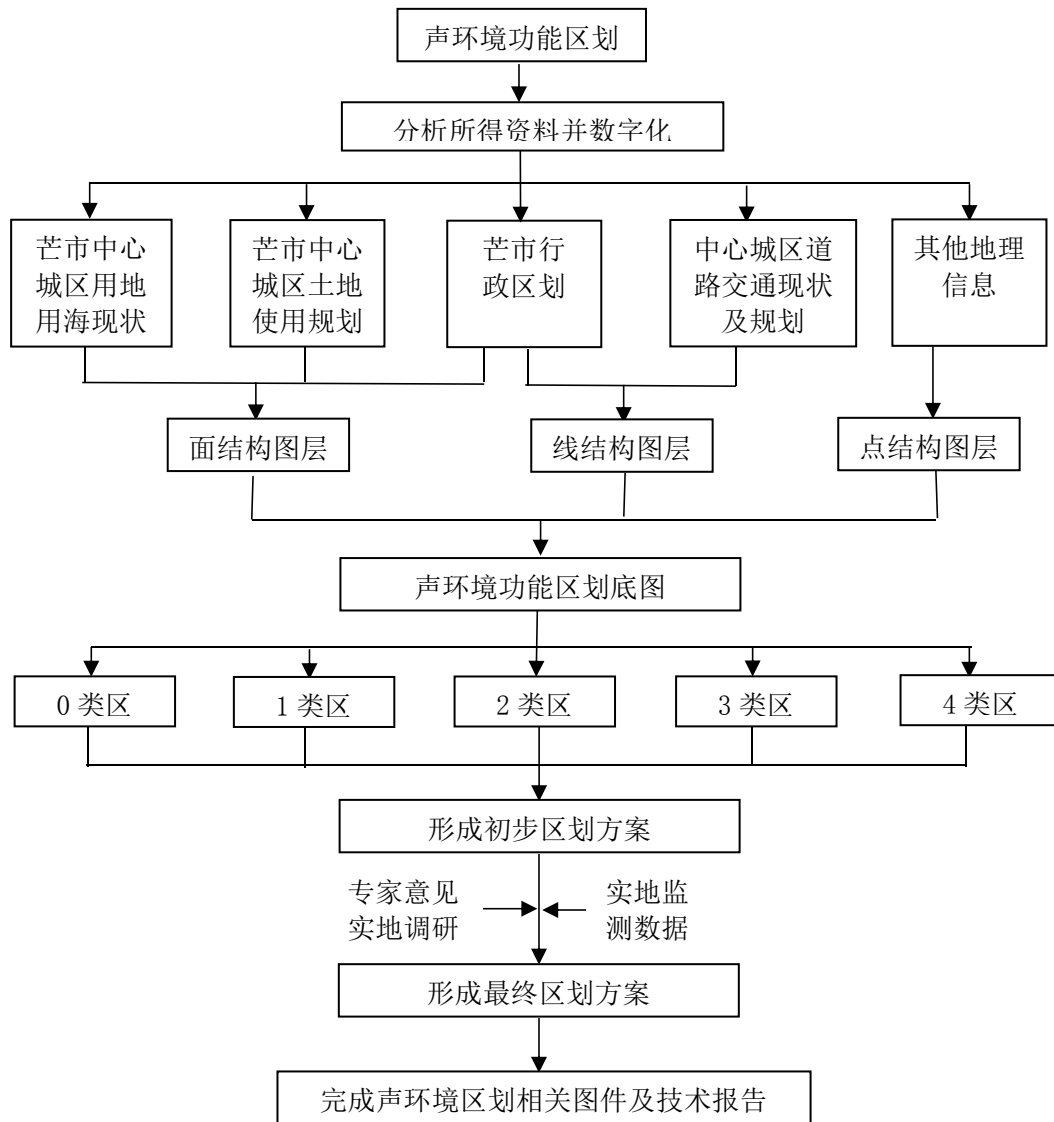 声环境功能区划
分析所得资料并数字化
芒市中心
城区用地
用海现状
芒市中心
城区土地
使用规划
芒市行
政区划
中心城区道
路交通现状
及规划
其他地理
信息
面结构图层
线结构图层
点结构图层
声环境功能区划底图
0 类区
1 类区
2 类区
3 类区
4 类区
形成初步区划方案
专家意见
实地调研
实地监
测数据
形成最终区划方案
完成声环境区划相关图件及技术报告